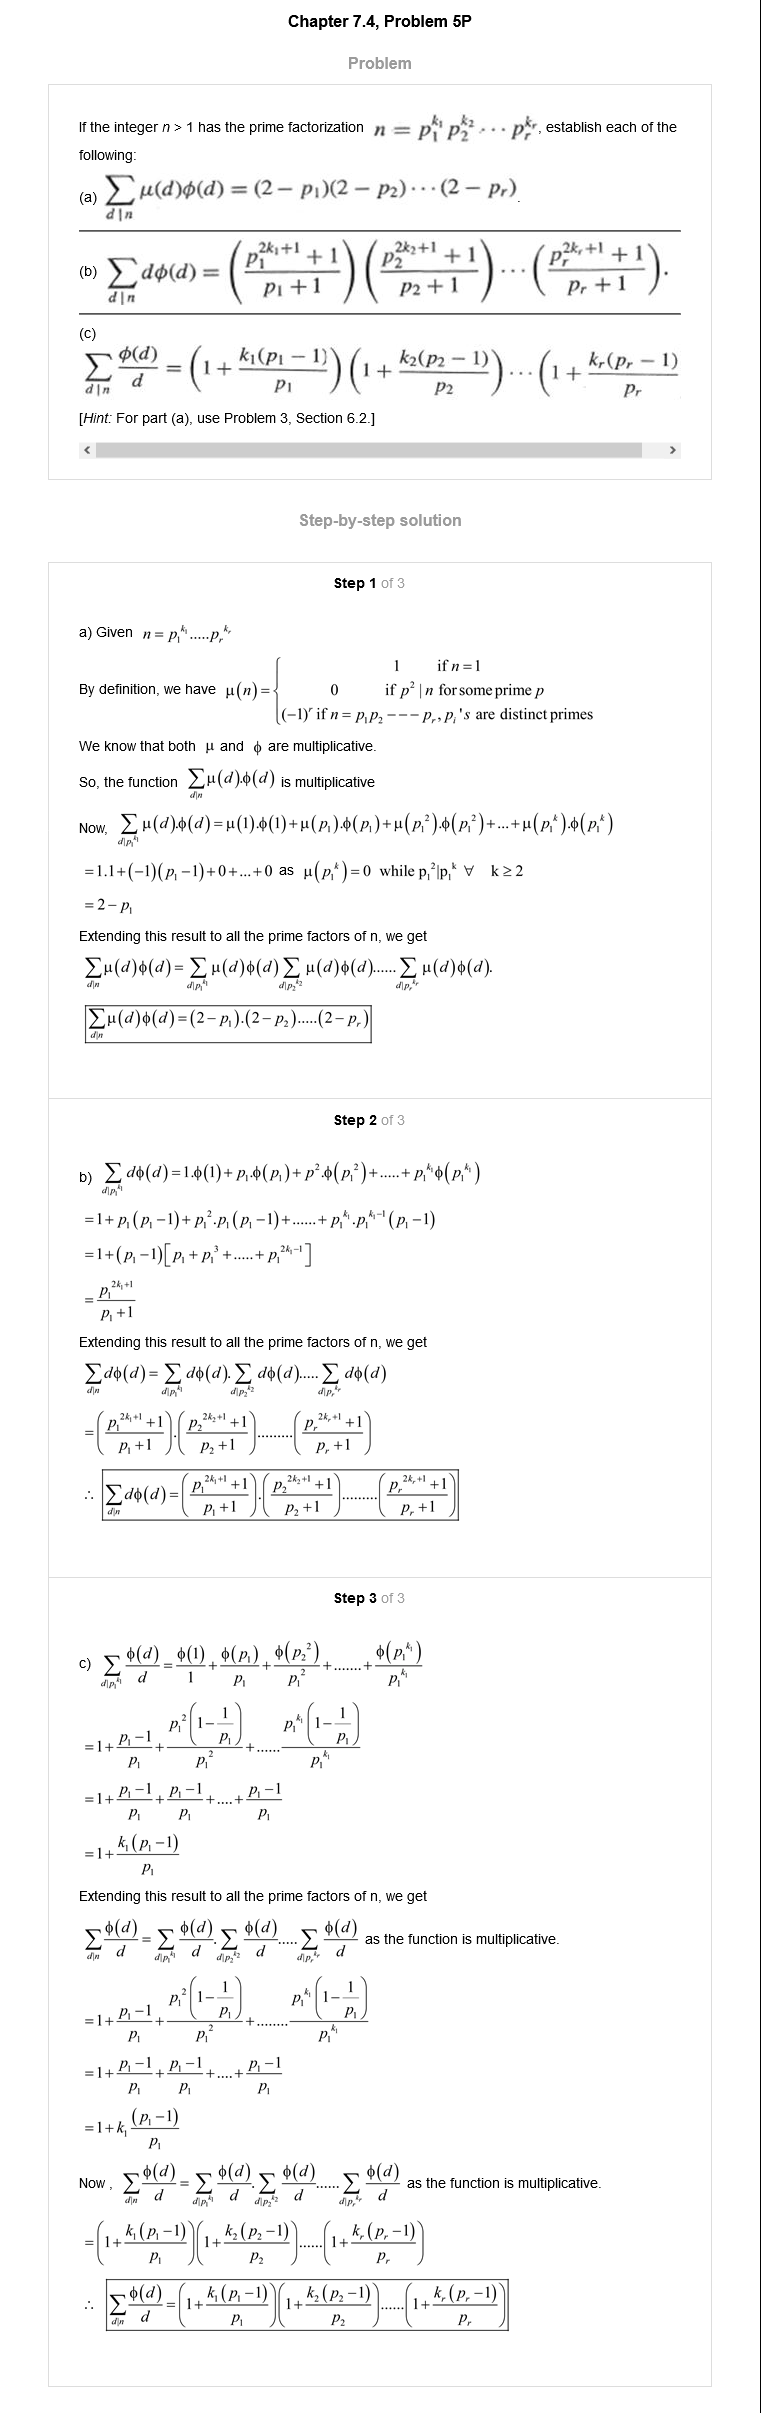 Chapter 7.4, Problem 5P
Problem
If the integer n > 1 has the prime factorization $n = p_1^{k_1} p_2^{k_2} \cdots p_r^{k_r}$, establish each of the
following:
(a) $\sum_{d|n} \mu(d)\phi(d) = (2 - p_1)(2 - p_2) \cdots (2 - p_r)$.
(b) $\sum_{d|n} d\phi(d) = \left(\frac{p_1^{2k_1+1} + 1}{p_1 + 1}\right) \left(\frac{p_2^{2k_2+1} + 1}{p_2 + 1}\right) \cdots \left(\frac{p_r^{2k_r+1} + 1}{p_r + 1}\right).$
(c)
$\sum_{d|n} \frac{\phi(d)}{d} = \left(1 + \frac{k_1(p_1 - 1)}{p_1}\right) \left(1 + \frac{k_2(p_2 - 1)}{p_2}\right) \cdots \left(1 + \frac{k_r(p_r - 1)}{p_r}$
[Hint: For part (a), use Problem 3, Section 6.2.]
Step-by-step solution
Step 1 of 3
a) Given $n = p_1^{k_1} ..... p_r^{k_r}$
By definition, we have $\mu(n) = \begin{cases} 1 & \text{if } n = 1 \\ 0 & \text{if } p^2 | n \text{ for some prime } p \\ (-1)^r & \text{if } n = p_1 p_2 --- p_r, p_i\text{'s are distinct primes} \end{cases}$
We know that both μ and ϕ are multiplicative.
So, the function $\sum_{d|n} \mu(d).\phi(d)$ is multiplicative
Now, $\sum_{d|p_1^{k_1}} \mu(d).\phi(d) = \mu(1).\phi(1) + \mu(p_1).\phi(p_1) + \mu(p_1^2).\phi(p_1^2) + ... + \mu(p_1^k).\phi(p_1^k)$
$= 1.1 + (-1)(p_1 - 1) + 0 + ... + 0$ as $\mu(p_1^k) = 0$ while $p_1^2 | p_1^k \ \forall \ k \geq 2$
$= 2 - p_1$
Extending this result to all the prime factors of n, we get
$\sum_{d|n} \mu(d)\phi(d) = \sum_{d|p_1^{k_1}} \mu(d)\phi(d) \sum_{d|p_2^{k_2}} \mu(d)\phi(d)......\sum_{d|p_r^{k_r}} \mu(d)\phi(d).$
$\sum_{d|n} \mu(d)\phi(d) = (2 - p_1).(2 - p_2).....(2 - p_r)$
Step 2 of 3
b) $\sum_{d|p_1^{k_1}} d\phi(d) = 1.\phi(1) + p_1.\phi(p_1) + p^2.\phi(p_1^2) + ..... + p_1^{k_1}\phi(p_1^{k_1})$
$= 1 + p_1(p_1 - 1) + p_1^2.p_1(p_1 - 1) + ...... + p_1^{k_1}.p_1^{k_1-1}(p_1 - 1)$
$= 1 + (p_1 - 1)\left[p_1 + p_1^3 + ..... + p_1^{2k_1-1}\right]$
$= \frac{p_1^{2k_1+1}}{p_1 + 1}$
Extending this result to all the prime factors of n, we get
$\sum_{d|n} d\phi(d) = \sum_{d|p_1^{k_1}} d\phi(d). \sum_{d|p_2^{k_2}} d\phi(d).....\sum_{d|p_r^{k_r}} d\phi(d)$
$= \left(\frac{p_1^{2k_1+1} + 1}{p_1 + 1}\right).\left(\frac{p_2^{2k_2+1} + 1}{p_2 + 1}\right).........\left(\frac{p_r^{2k_r+1} + 1}{p_r + 1}\right)$
$\therefore \sum_{d|n} d\phi(d) = \left(\frac{p_1^{2k_1+1} + 1}{p_1 + 1}\right).\left(\frac{p_2^{2k_2+1} + 1}{p_2 + 1}\right).........\left(\frac{p_r^{2k_r+1} + 1}{p_r + 1}\right)$
Step 3 of 3
c) $\sum_{d|p_1^{k_1}} \frac{\phi(d)}{d} = \frac{\phi(1)}{1} + \frac{\phi(p_1)}{p_1} + \frac{\phi(p_2^2)}{p_1^2} + ....... + \frac{\phi(p_1^{k_1})}{p_1^{k_1}}$
$= 1 + \frac{p_1 - 1}{p_1} + \frac{p_1^2\left(1 - \frac{1}{p_1}\right)}{p_1^2} + ......\frac{p_1^{k_1}\left(1 - \frac{1}{p_1}\right)}{p_1^{k_1}}$
$= 1 + \frac{p_1 - 1}{p_1} + \frac{p_1 - 1}{p_1} + .... + \frac{p_1 - 1}{p_1}$
$= 1 + \frac{k_1(p_1 - 1)}{p_1}$
Extending this result to all the prime factors of n, we get
$\sum_{d|n} \frac{\phi(d)}{d} = \sum_{d|p_1^{k_1}} \frac{\phi(d)}{d}. \sum_{d|p_2^{k_2}} \frac{\phi(d)}{d}.....\sum_{d|p_r^{k_r}} \frac{\phi(d)}{d}$ as the function is multiplicative.
$= 1 + \frac{p_1 - 1}{p_1} + \frac{p_1^2\left(1 - \frac{1}{p_1}\right)}{p_1^2} + ........\frac{p_1^{k_1}\left(1 - \frac{1}{p_1}\right)}{p_1^{k_1}}$
$= 1 + \frac{p_1 - 1}{p_1} + \frac{p_1 - 1}{p_1} + .... + \frac{p_1 - 1}{p_1}$
$= 1 + k_1 \frac{(p_1 - 1)}{p_1}$
Now , $\sum_{d|n} \frac{\phi(d)}{d} = \sum_{d|p_1^{k_1}} \frac{\phi(d)}{d}. \sum_{d|p_2^{k_2}} \frac{\phi(d)}{d}......\sum_{d|p_r^{k_r}} \frac{\phi(d)}{d}$ as the function is multiplicative.
$= \left(1 + \frac{k_1(p_1 - 1)}{p_1}\right)\left(1 + \frac{k_2(p_2 - 1)}{p_2}\right)......\left(1 + \frac{k_r(p_r - 1)}{p_r}\right)$
$\therefore \sum_{d|n} \frac{\phi(d)}{d} = \left(1 + \frac{k_1(p_1 - 1)}{p_1}\right)\left(1 + \frac{k_2(p_2 - 1)}{p_2}\right)......\left(1 + \frac{k_r(p_r - 1)}{p_r}\right)$